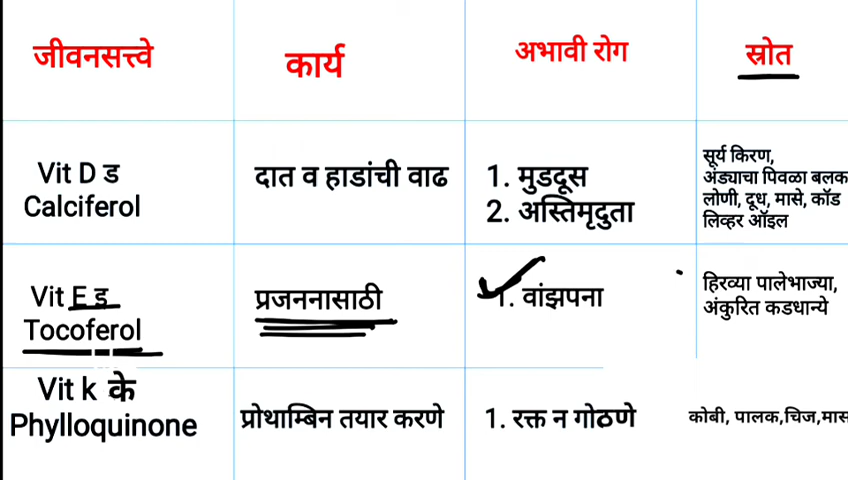 जीवनसत्त्वे
कार्य
अभावी रोग
स्रोत
Vit D ड
Calciferol
दात व हाडांची वाढ
1. मुडदूस
2. अस्तिमृदुता
सूर्य किरण,
अंड्याचा पिवळा बलक
लोणी, दूध, मासे, कॉड
लिव्हर ऑइल
Vit E इ
Tocoferol
प्रजननासाठी
1. वांझपना
हिरव्या पालेभाज्या,
अंकुरित कडधान्ये
Vit k के
Phylloquinone
प्रोथाम्बिन तयार करणे
1. रक्त न गोठणे
कोबी, पालक,चिज,मास